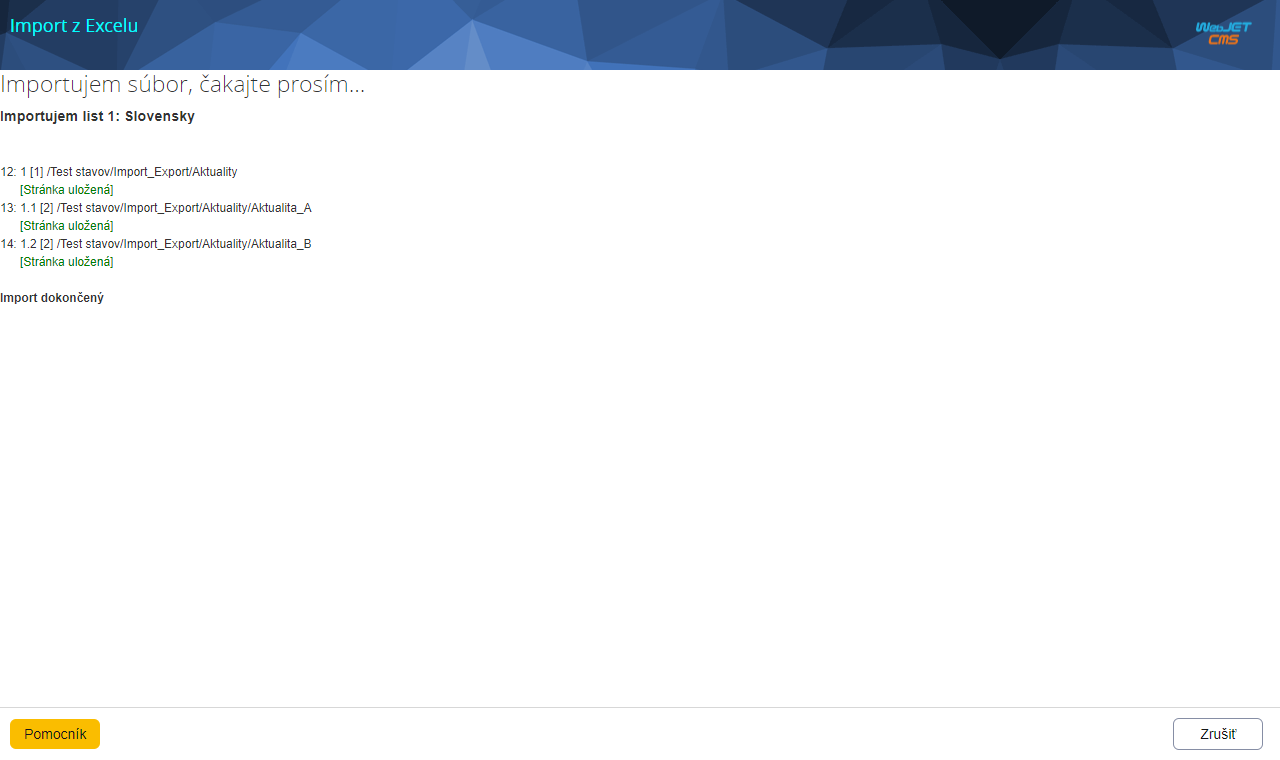 Import z Excelu
WebJET
CMS
Importujem súbor, čakajte prosím...
Importujem list 1: Slovensky
12: 1 [1] /Test stavov/Import_Export/Aktuality
[Stránka uložená]
13: 1.1 [2] /Test stavov/Import_Export/Aktuality/Aktualita_A
[Stránka uložená]
14: 1.2 [2] /Test stavov/Import_Export/Aktuality/Aktualita_B
[Stránka uložená]
Import dokončený
Pomocník
Zrušiť